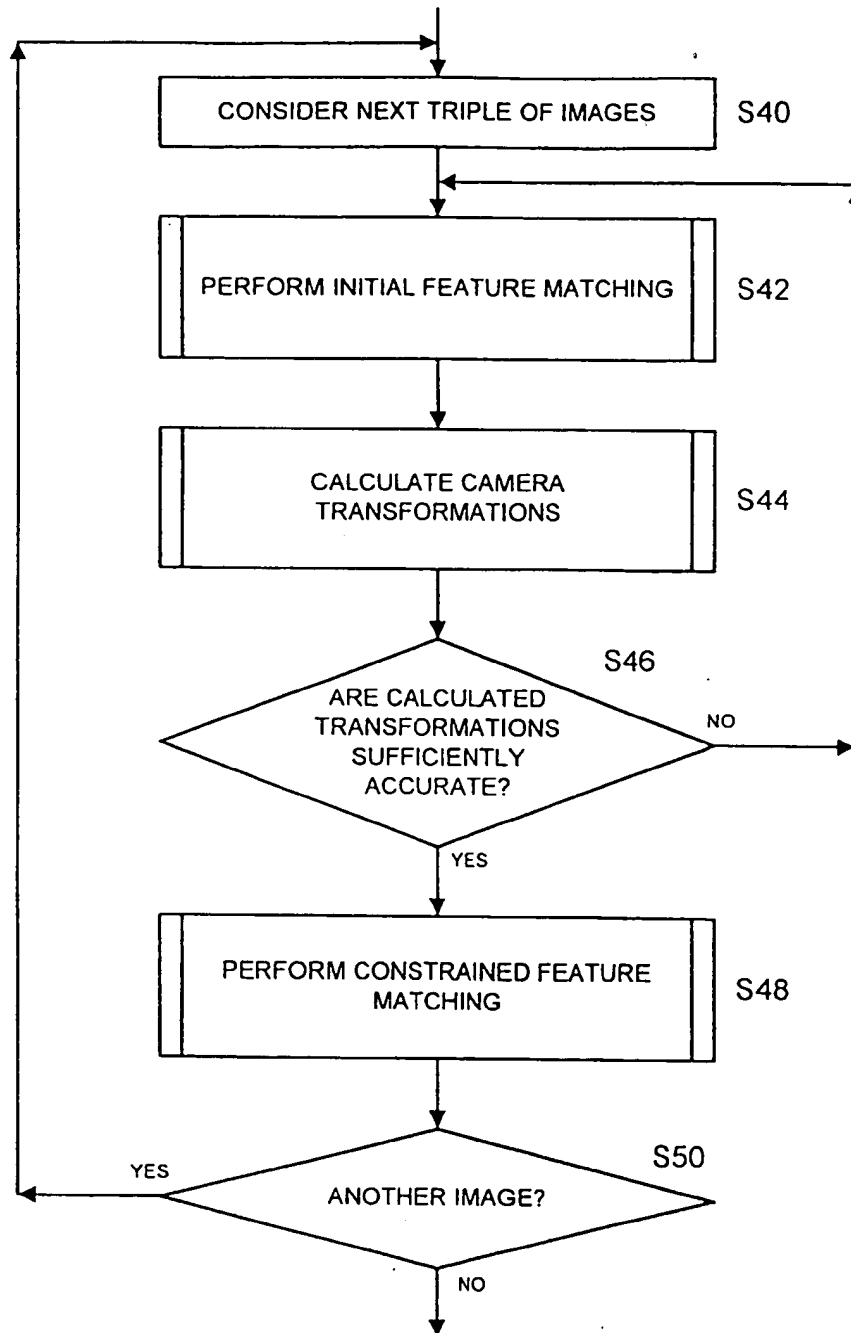 CONSIDER NEXT TRIPLE OF IMAGES
S40
PERFORM INITIAL FEATURE MATCHING
S42
CALCULATE CAMERA
TRANSFORMATIONS
S44
S46
ARE CALCULATED
TRANSFORMATIONS
SUFFICIENTLY
ACCURATE?
NO
YES
PERFORM CONSTRAINED FEATURE
MATCHING
S48
S50
YES
ANOTHER IMAGE?
NO